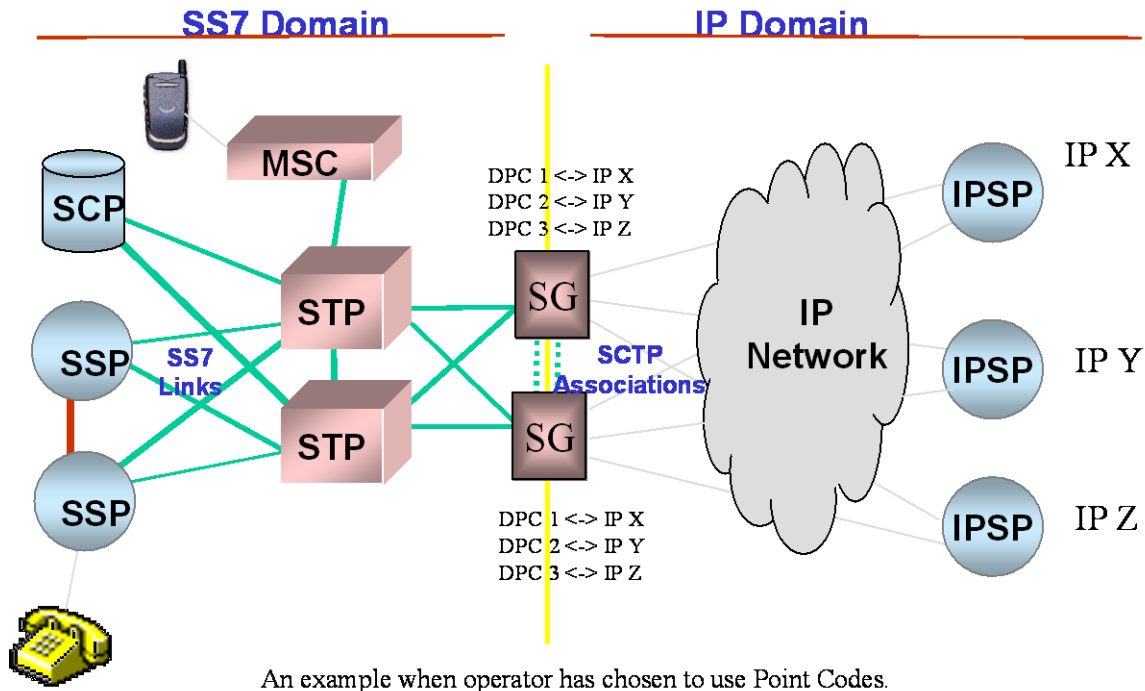 SS7 Domain
IP Domain
MSC
SCP
DPC 1 <-> IP X
DPC 2 <-> IP Y
DPC 3 <-> IP Z
IPSP
IP X
STP
SG
SSP
SS7
Links
SCTP
Associations
IP
Network
IPSP
IP Y
STP
SG
SSP
DPC 1 <-> IP X
DPC 2 <-> IP Y
DPC 3 <-> IP Z
IPSP
IP Z
An example when operator has chosen to use Point Codes.